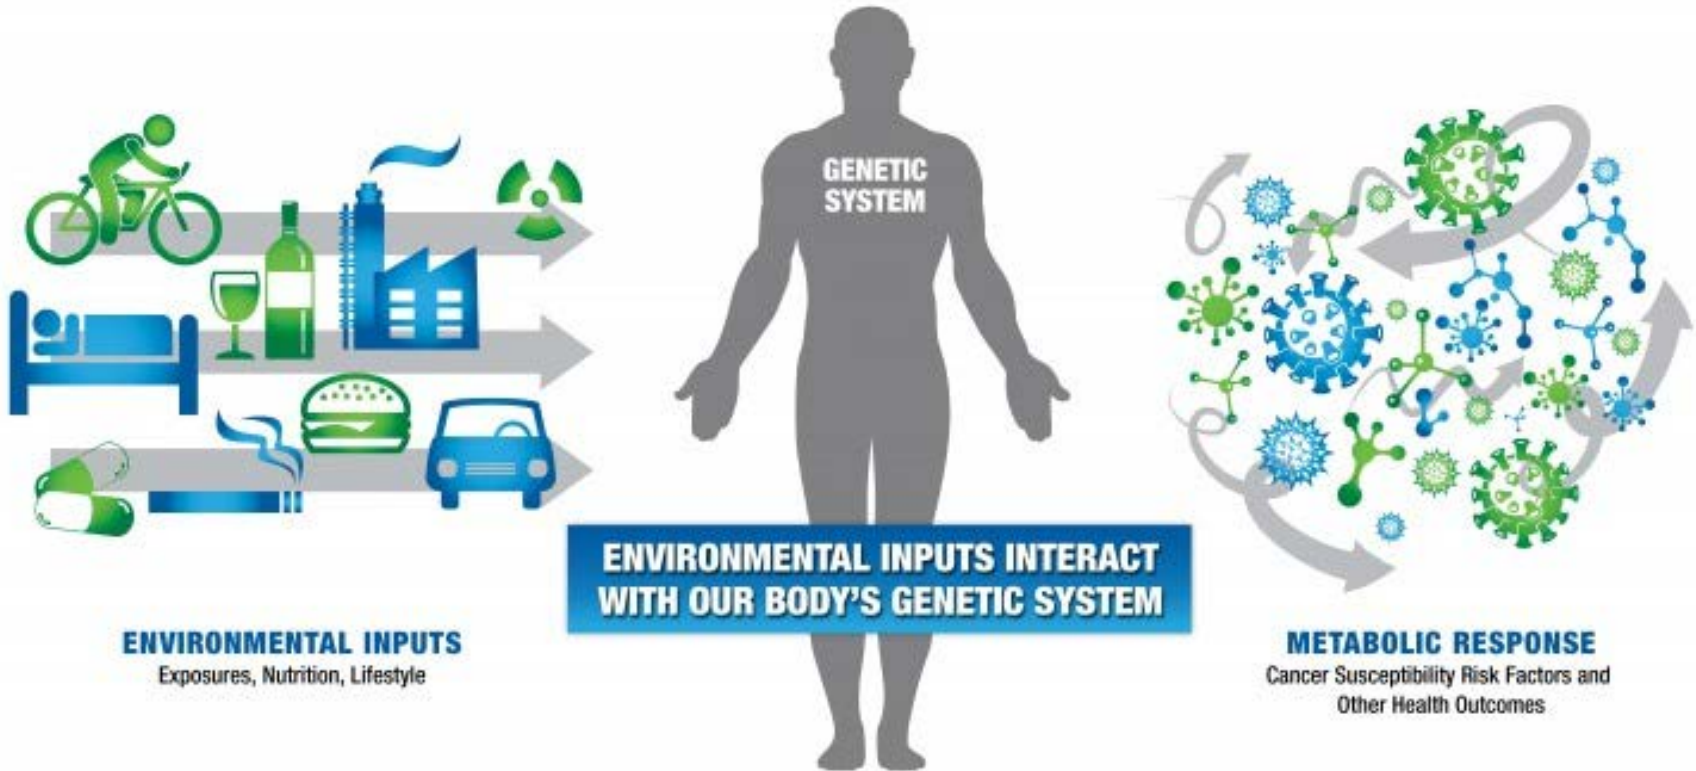 GENETIC
SYSTEM
ENVIRONMENTAL INPUTS INTERACT
WITH OUR BODY'S GENETIC SYSTEM
ENVIRONMENTAL INPUTS
Exposures, Nutrition, Lifestyle
METABOLIC RESPONSE
Cancer Susceptibility Risk Factors and
Other Health Outcomes